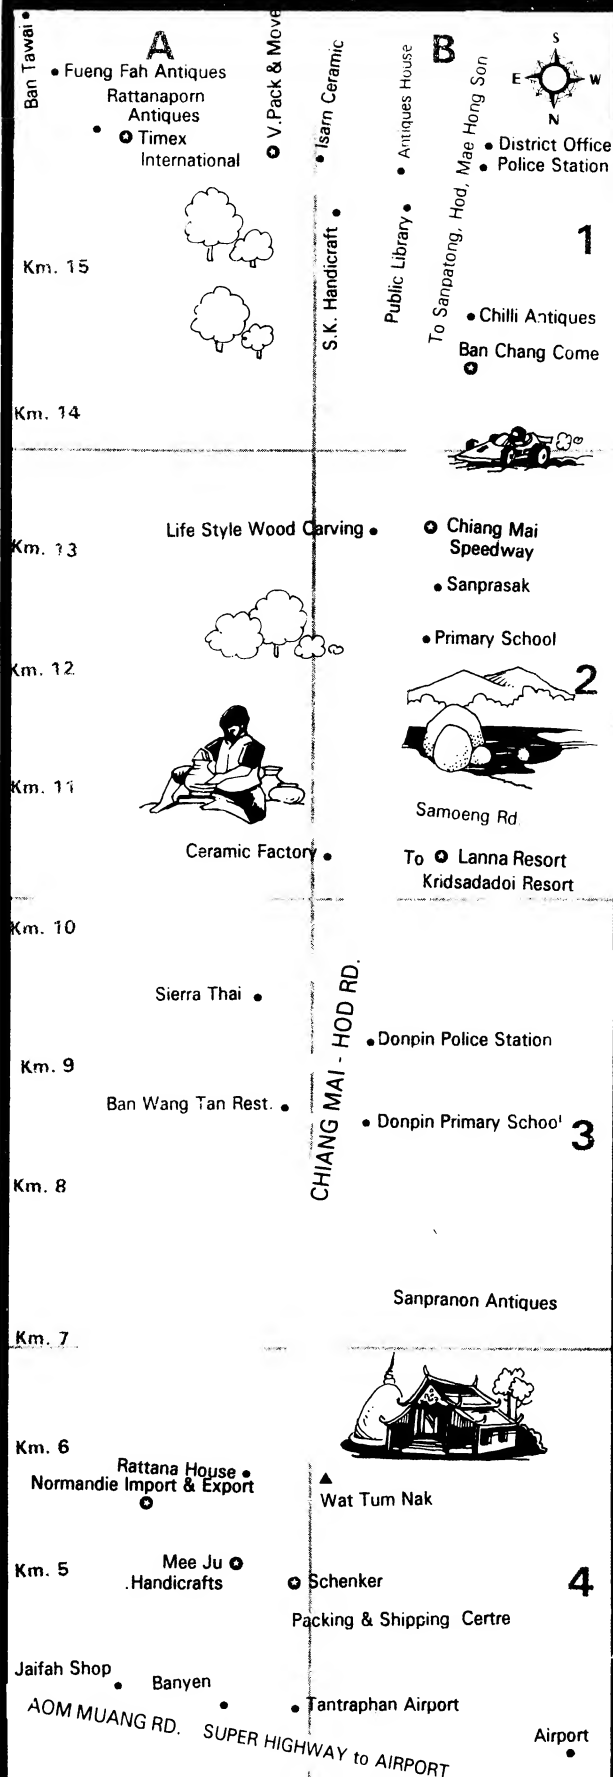 Ban Tawai
A
V.Pack & Move
Isarn Ceramic
Antiques House
B
To Sanpatong, Hod, Mae Hong Son
S
E
W
N
Fueng Fah Antiques
Rattanaporn
Antiques
Timex
International
District Office
Police Station
S.K. Handicraft
Public Library
1
Km. 15
Chilli Antiques
Ban Chang Come
Km. 14
Life Style Wood Carving
Chiang Mai
Speedway
Km. 13
Sanprasak
Primary School
Km. 12
2
Km. 11
Samoeng Rd.
Ceramic Factory
To Lanna Resort
Kridsadadoi Resort
Km. 10
CHIANG MAI - HOD RD.
Sierra Thai
Donpin Police Station
Km. 9
Ban Wang Tan Rest.
Donpin Primary School
3
Km. 8
Sanpranon Antiques
Km. 7
Km. 6
Rattana House
Normandie Import & Export
Wat Tum Nak
Km. 5
Mee Ju
.Handicrafts
Schenker
4
Packing & Shipping Certre
Jaifah Shop
Banyen
Tantraphan Airport
AOM MUANG RD. SUPER HIGHWAY to AIRPORT
Airport